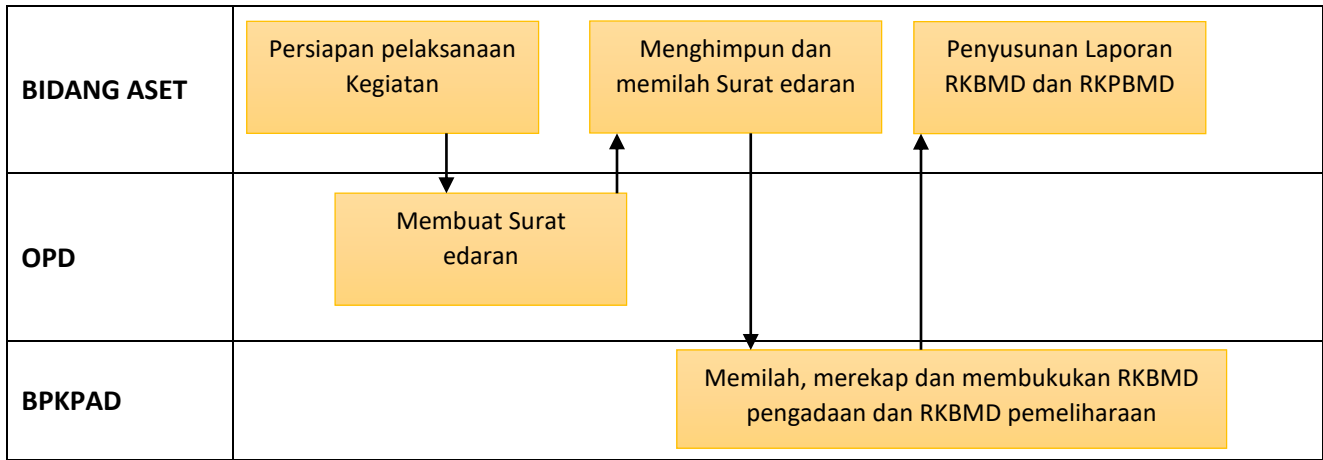 BIDANG ASET
Persiapan pelaksanaan
Kegiatan
Menghimpun dan
memilah Surat edaran
Penyusunan Laporan
RKBMD dan RKPBMD
OPD
Membuat Surat
edaran
BPKPAD
Memilah, merekap dan membukukan RKBMD
pengadaan dan RKBMD pemeliharaan